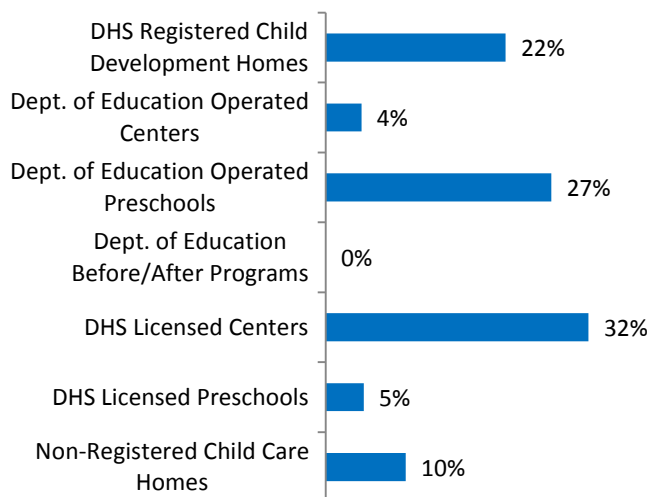 DHS Registered Child
Development Homes
22%
Dept. of Education Operated
Centers
4%
Dept. of Education Operated
Preschools
27%
Dept. of Education
Before/After Programs
0%
DHS Licensed Centers
32%
DHS Licensed Preschools
5%
Non-Registered Child Care
Homes
10%